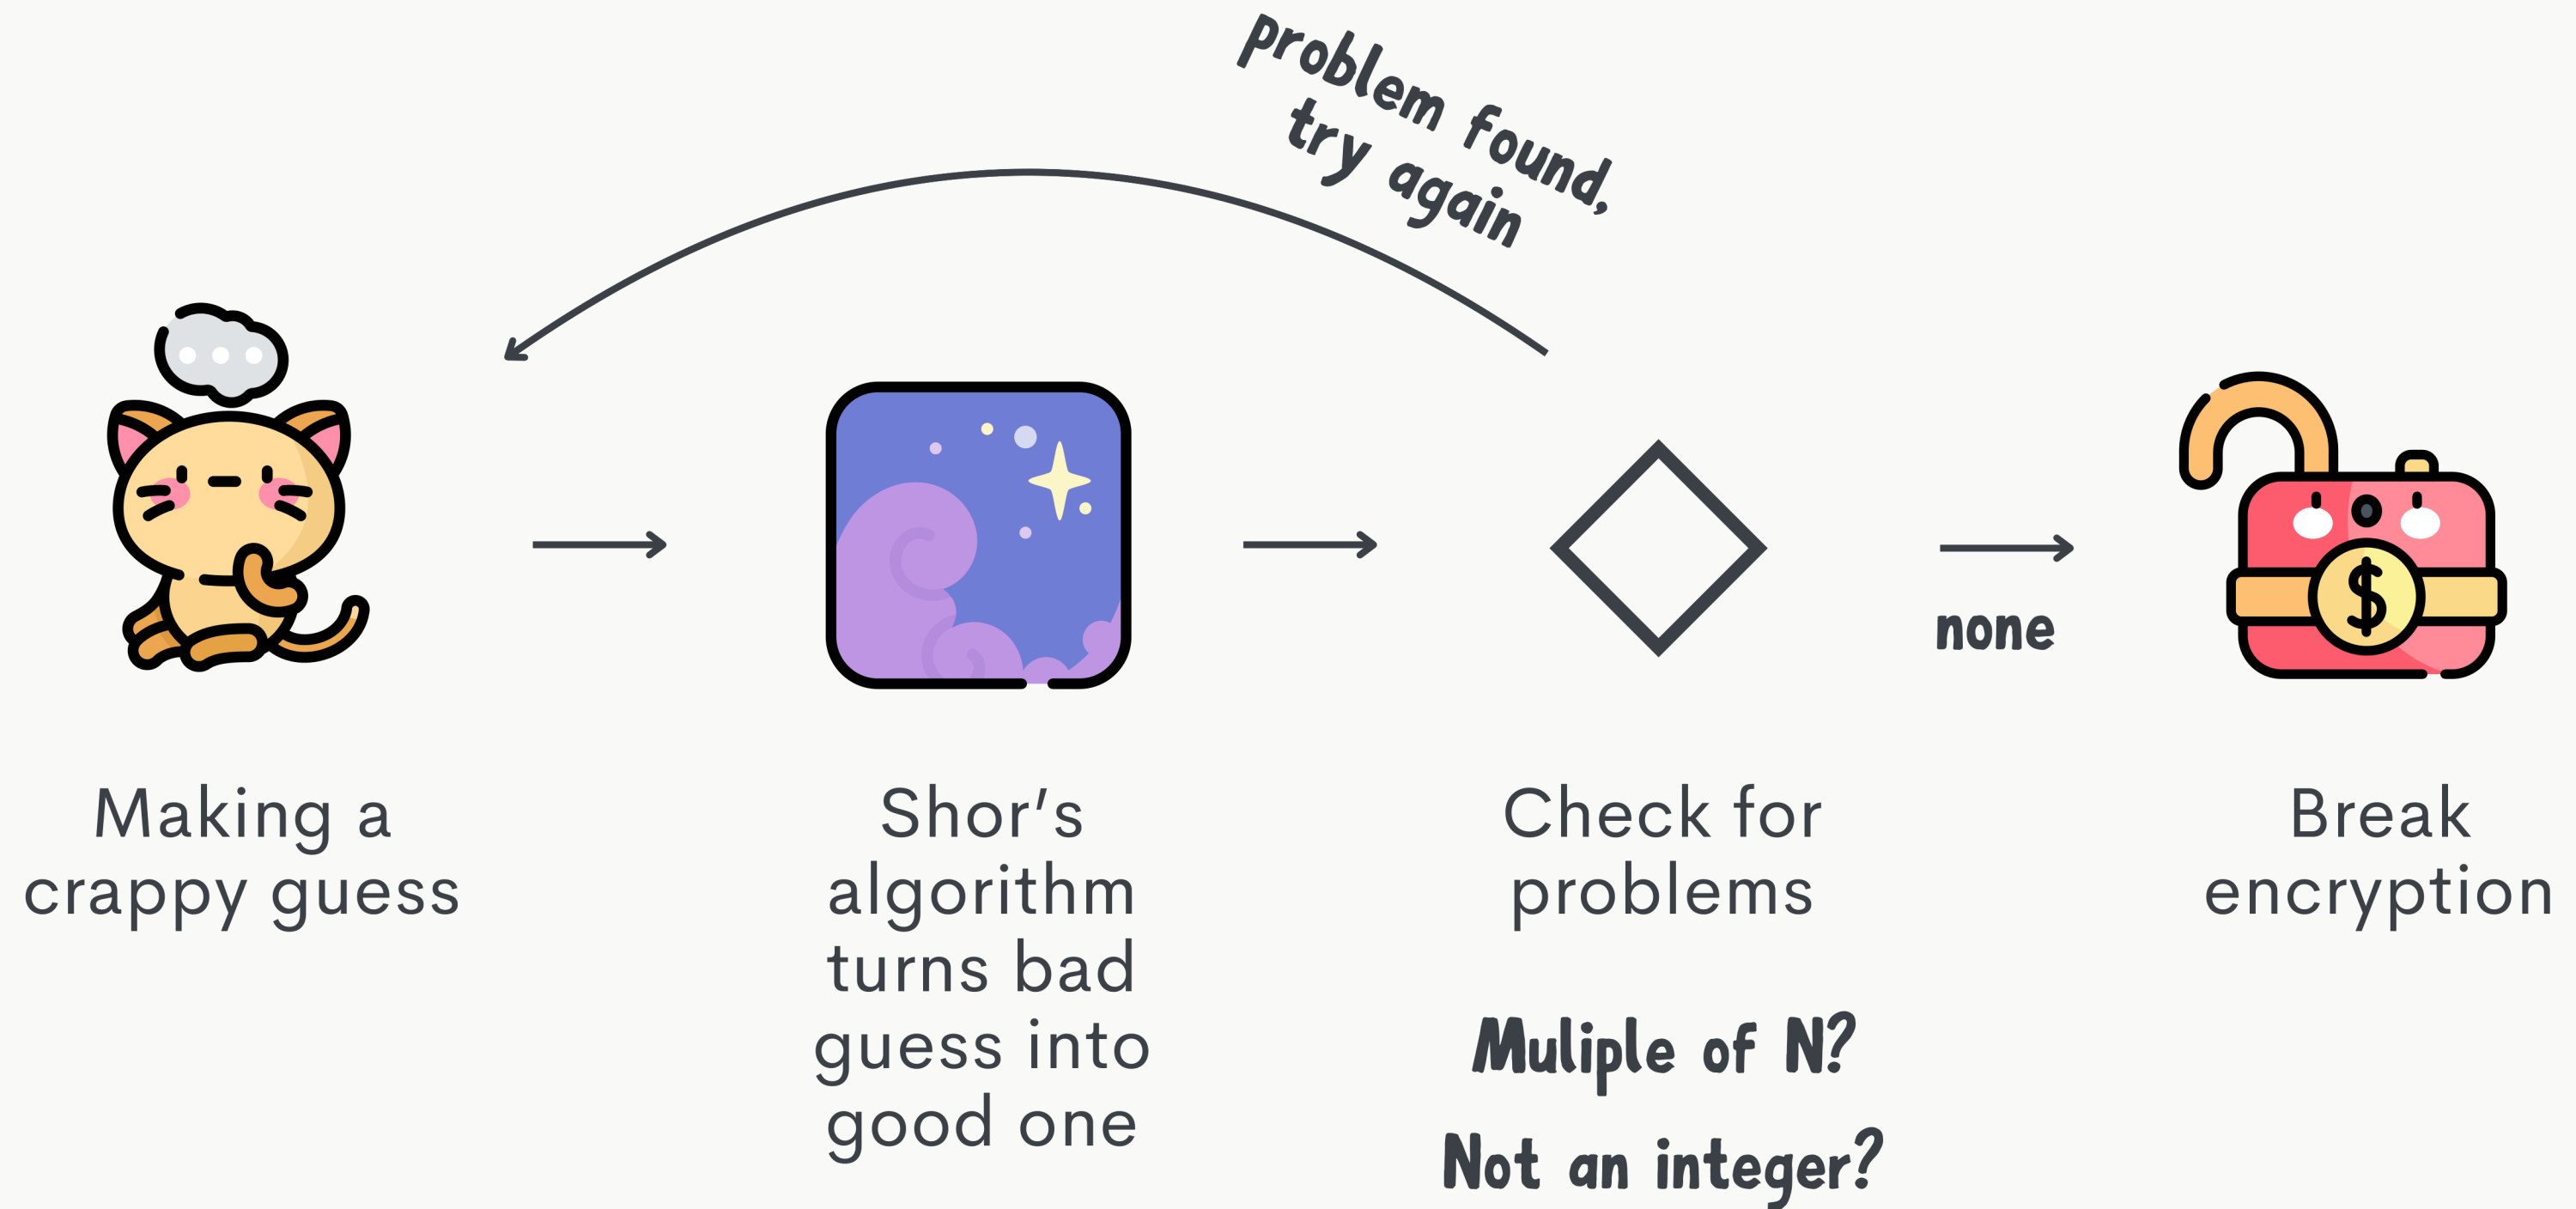 problem found,
try again
none
$
Making a
crappy guess
Shor's
algorithm
turns bad
guess into
good one
Check for
problems
Muliple of N?
Not an integer?
Break
encryption